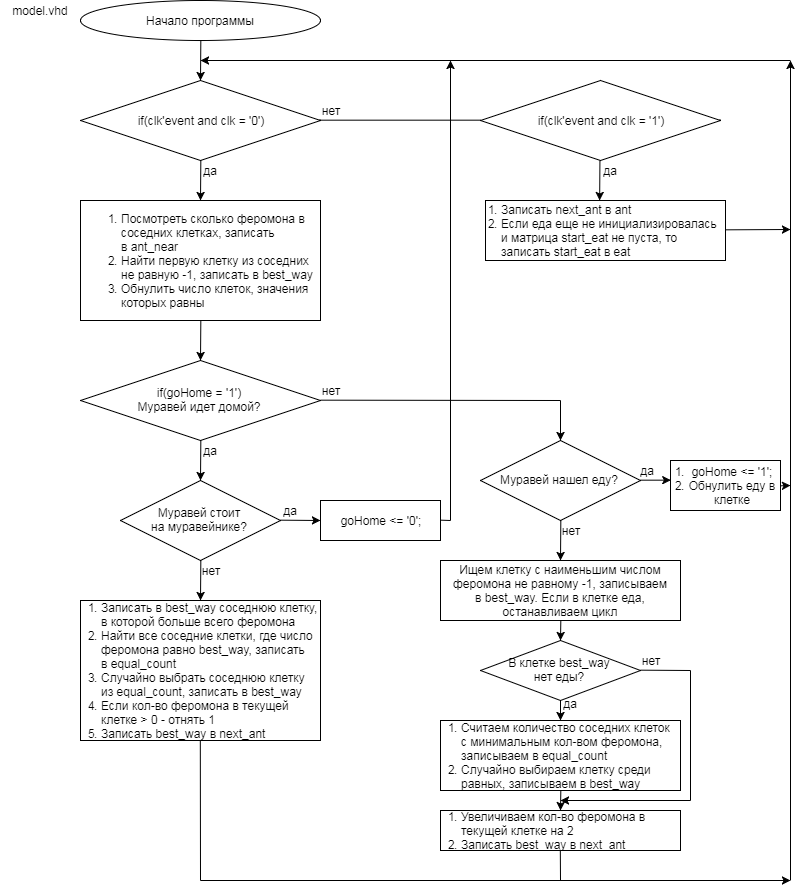 model.vhd
Начало программы
if(clk'event and clk = '0')
нет
if(clk'event and clk = '1')
да
да
1. Посмотреть сколько феромона в
соседних клетках, записать
в ant_near
2. Найти первую клетку из соседних
не равную -1, записать в best_way
3. Обнулить число клеток, значения
которых равны
1. Записать next_ant в ant
2. Если еда еще не инициализировалась
и матрица start_eat не пуста, то
записать start_eat в eat
if(goHome = '1')
Муравей идет домой?
нет
да
Муравей нашел еду?
да
1. goHome <= '1';
2. Обнулить еду в
клетке
Муравей стоит
на муравейнике?
да
goHome <= '0';
нет
нет
Ищем клетку с наименьшим числом
феромона не равному -1, записываем
в best_way. Если в клетке еда,
останавливаем цикл
1. Записать в best_way соседнюю клетку,
в которой больше всего феромона
2. Найти все соседние клетки, где число
феромона равно best_way, записать
в equal_count
3. Случайно выбрать соседнюю клетку
из equal_count, записать в best_way
4. Если кол-во феромона в текущей
клетке > 0 - отнять 1
5. Записать best_way в next_ant
В клетке best_way
нет еды?
нет
да
1. Считаем количество соседних клеток
с минимальным кол-вом феромона,
записываем в equal_count
2. Случайно выбираем клетку среди
равных, записываем в best_way
1. Увеличиваем кол-во феромона в
текущей клетке на 2
2. Записать best_way в next_ant